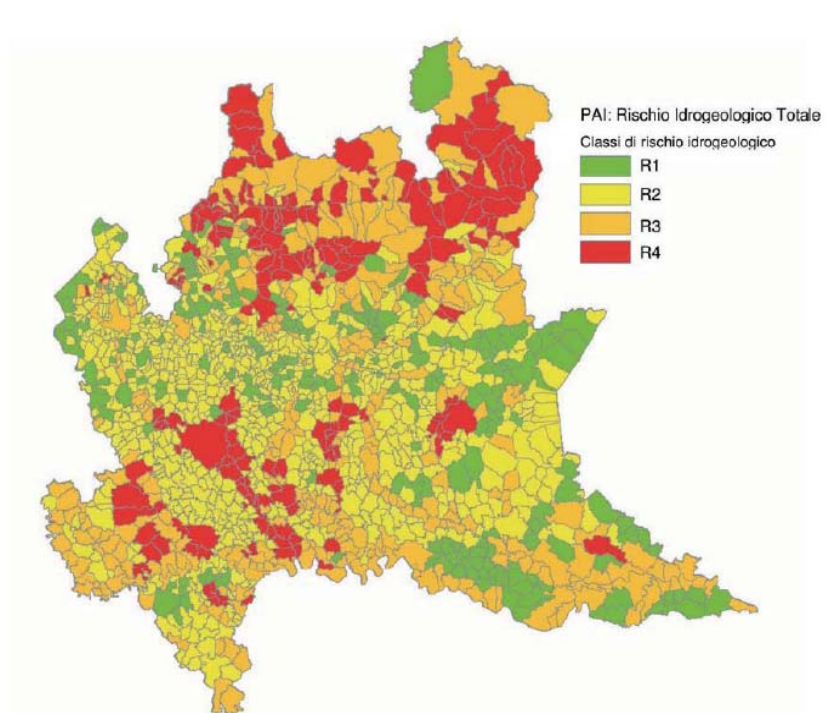 PAI: Rischio Idrogeologico Totale
Classi di rischio idrogeologico
R1
R2
R3
R4